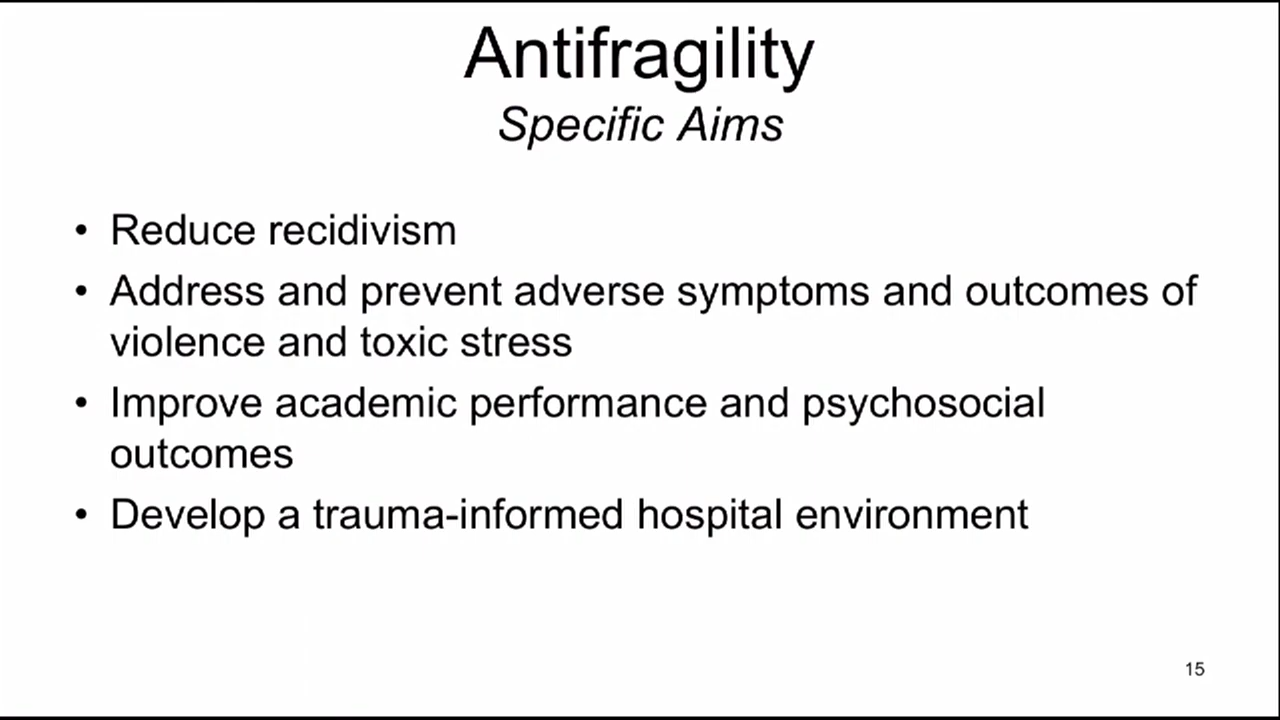 Antifragility
Specific Aims
• Reduce recidivism
• Address and prevent adverse symptoms and outcomes of
violence and toxic stress
• Improve academic performance and psychosocial
outcomes
• Develop a trauma-informed hospital environment
15